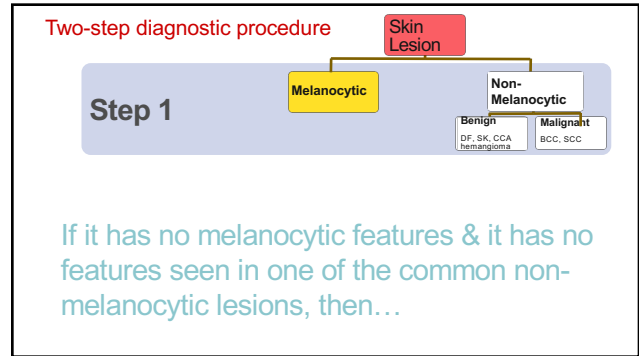 Two-step diagnostic procedure
Skin
Lesion
Step 1
Melanocytic
Non-
Melanocytic
Benign
DF, SK, CCA
hemangioma
Malignant
BCC, SCC
If it has no melanocytic features & it has no
features seen in one of the common non-
melanocytic lesions, then…